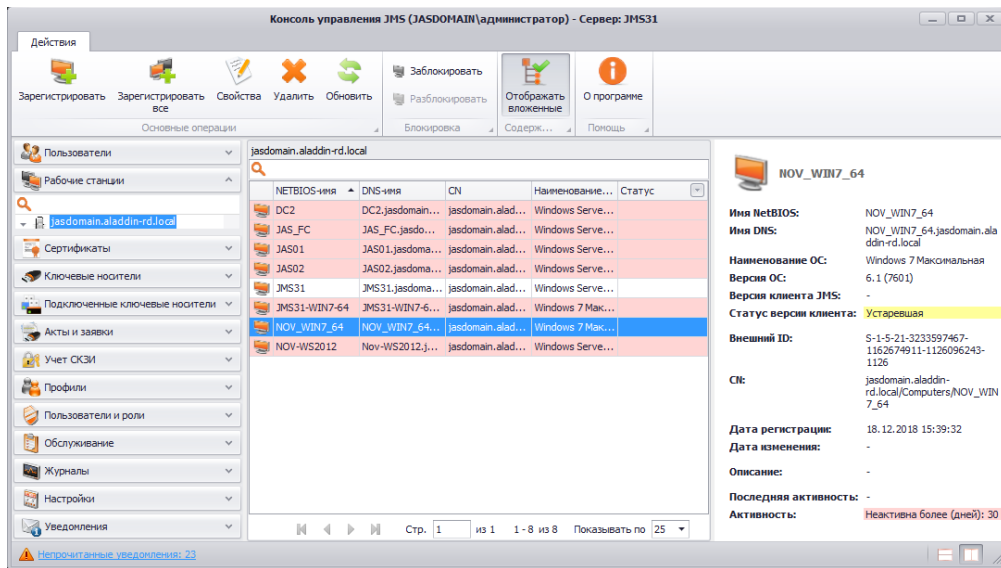 Консоль управления JMS (JASDOMAIN\администратор) - Сервер: JMS31
Действия
Зарегистрировать
Зарегистрировать все
Свойства
Удалить
Обновить
Заблокировать
Разблокировать
Отображать вложенные
О программе
Основные операции
Блокировка
Содерж...
Помощь
Пользователи
Рабочие станции
jasdomain.aladdin-rd.local
Сертификаты
Ключевые носители
Подключенные ключевые носители
Акты и заявки
Учет СКЗИ
Профили
Пользователи и роли
Обслуживание
Журналы
Настройки
Уведомления
jasdomain.aladdin-rd.local
NETBIOS-имя DNS-имя CN Наименование... Статус
DC2 DC2.jasdomain... jasdomain.alad... Windows Serve...
JAS_FC JAS_FC.jasdo... jasdomain.alad... Windows Serve...
JAS01 JAS01.jasdoma... jasdomain.alad... Windows Serve...
JAS02 JAS02.jasdoma... jasdomain.alad... Windows Serve...
JMS31 JMS31.jasdoma... jasdomain.alad... Windows Serve...
JMS31-WIN7-64 JMS31-WIN7-6... jasdomain.alad... Windows 7 Мак...
NOV_WIN7_64 NOV_WIN7_64... jasdomain.alad... Windows 7 Мак...
NOV-WS2012 Nov-WS2012.j... jasdomain.alad... Windows Serve...
Стр. 1 из 1 1 - 8 из 8 Показывать по 25
NOV_WIN7_64
Имя NetBIOS: NOV_WIN7_64
Имя DNS: NOV_WIN7_64.jasdomain.ala
ddin-rd.local
Наименование ОС: Windows 7 Максимальная
Версия ОС: 6.1 (7601)
Версия клиента JMS: -
Статус версии клиента: Устаревшая
Внешний ID: S-1-5-21-3233597467-
1162674911-1126096243-
1126
CN: jasdomain.aladdin-
rd.local/Computers/NOV_WIN
7_64
Дата регистрации: 18.12.2018 15:39:32
Дата изменения: -
Описание: -
Последняя активность: -
Активность: Неактивна более (дней): 30
Непрочитанные уведомления: 23